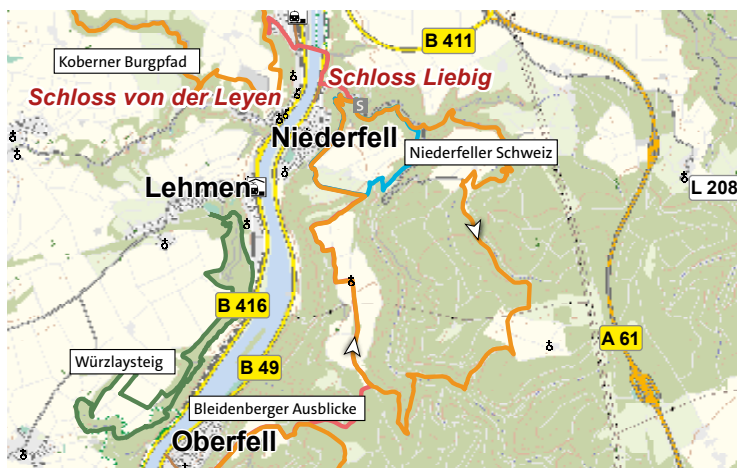 B 411
Koberner Burgpfad
Schloss Liebig
Schloss von der Leyen
S
Niederfell
Niederfeller Schweiz
Lehmen
L 208
B 416
A 61
Würzlaysteig
B 49
Bleidenberger Ausblicke
Oberfell